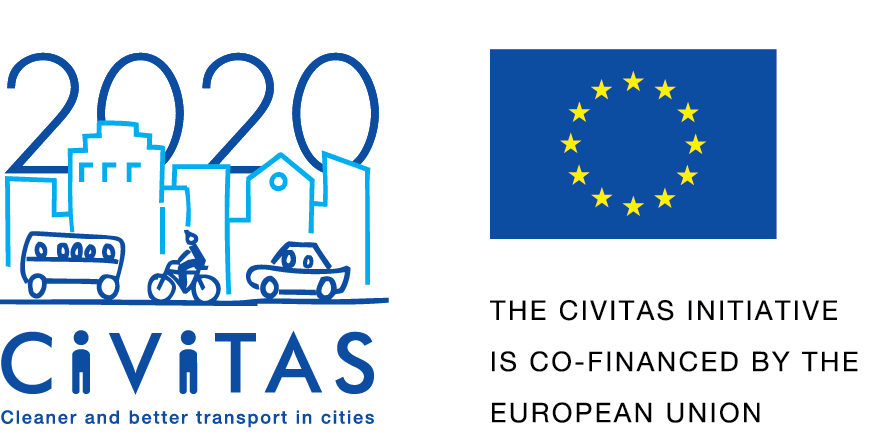 2020
CiViTAS
Cleaner and better transport in cities
THE CIVITAS INITIATIVE
IS CO-FINANCED BY THE
EUROPEAN UNION